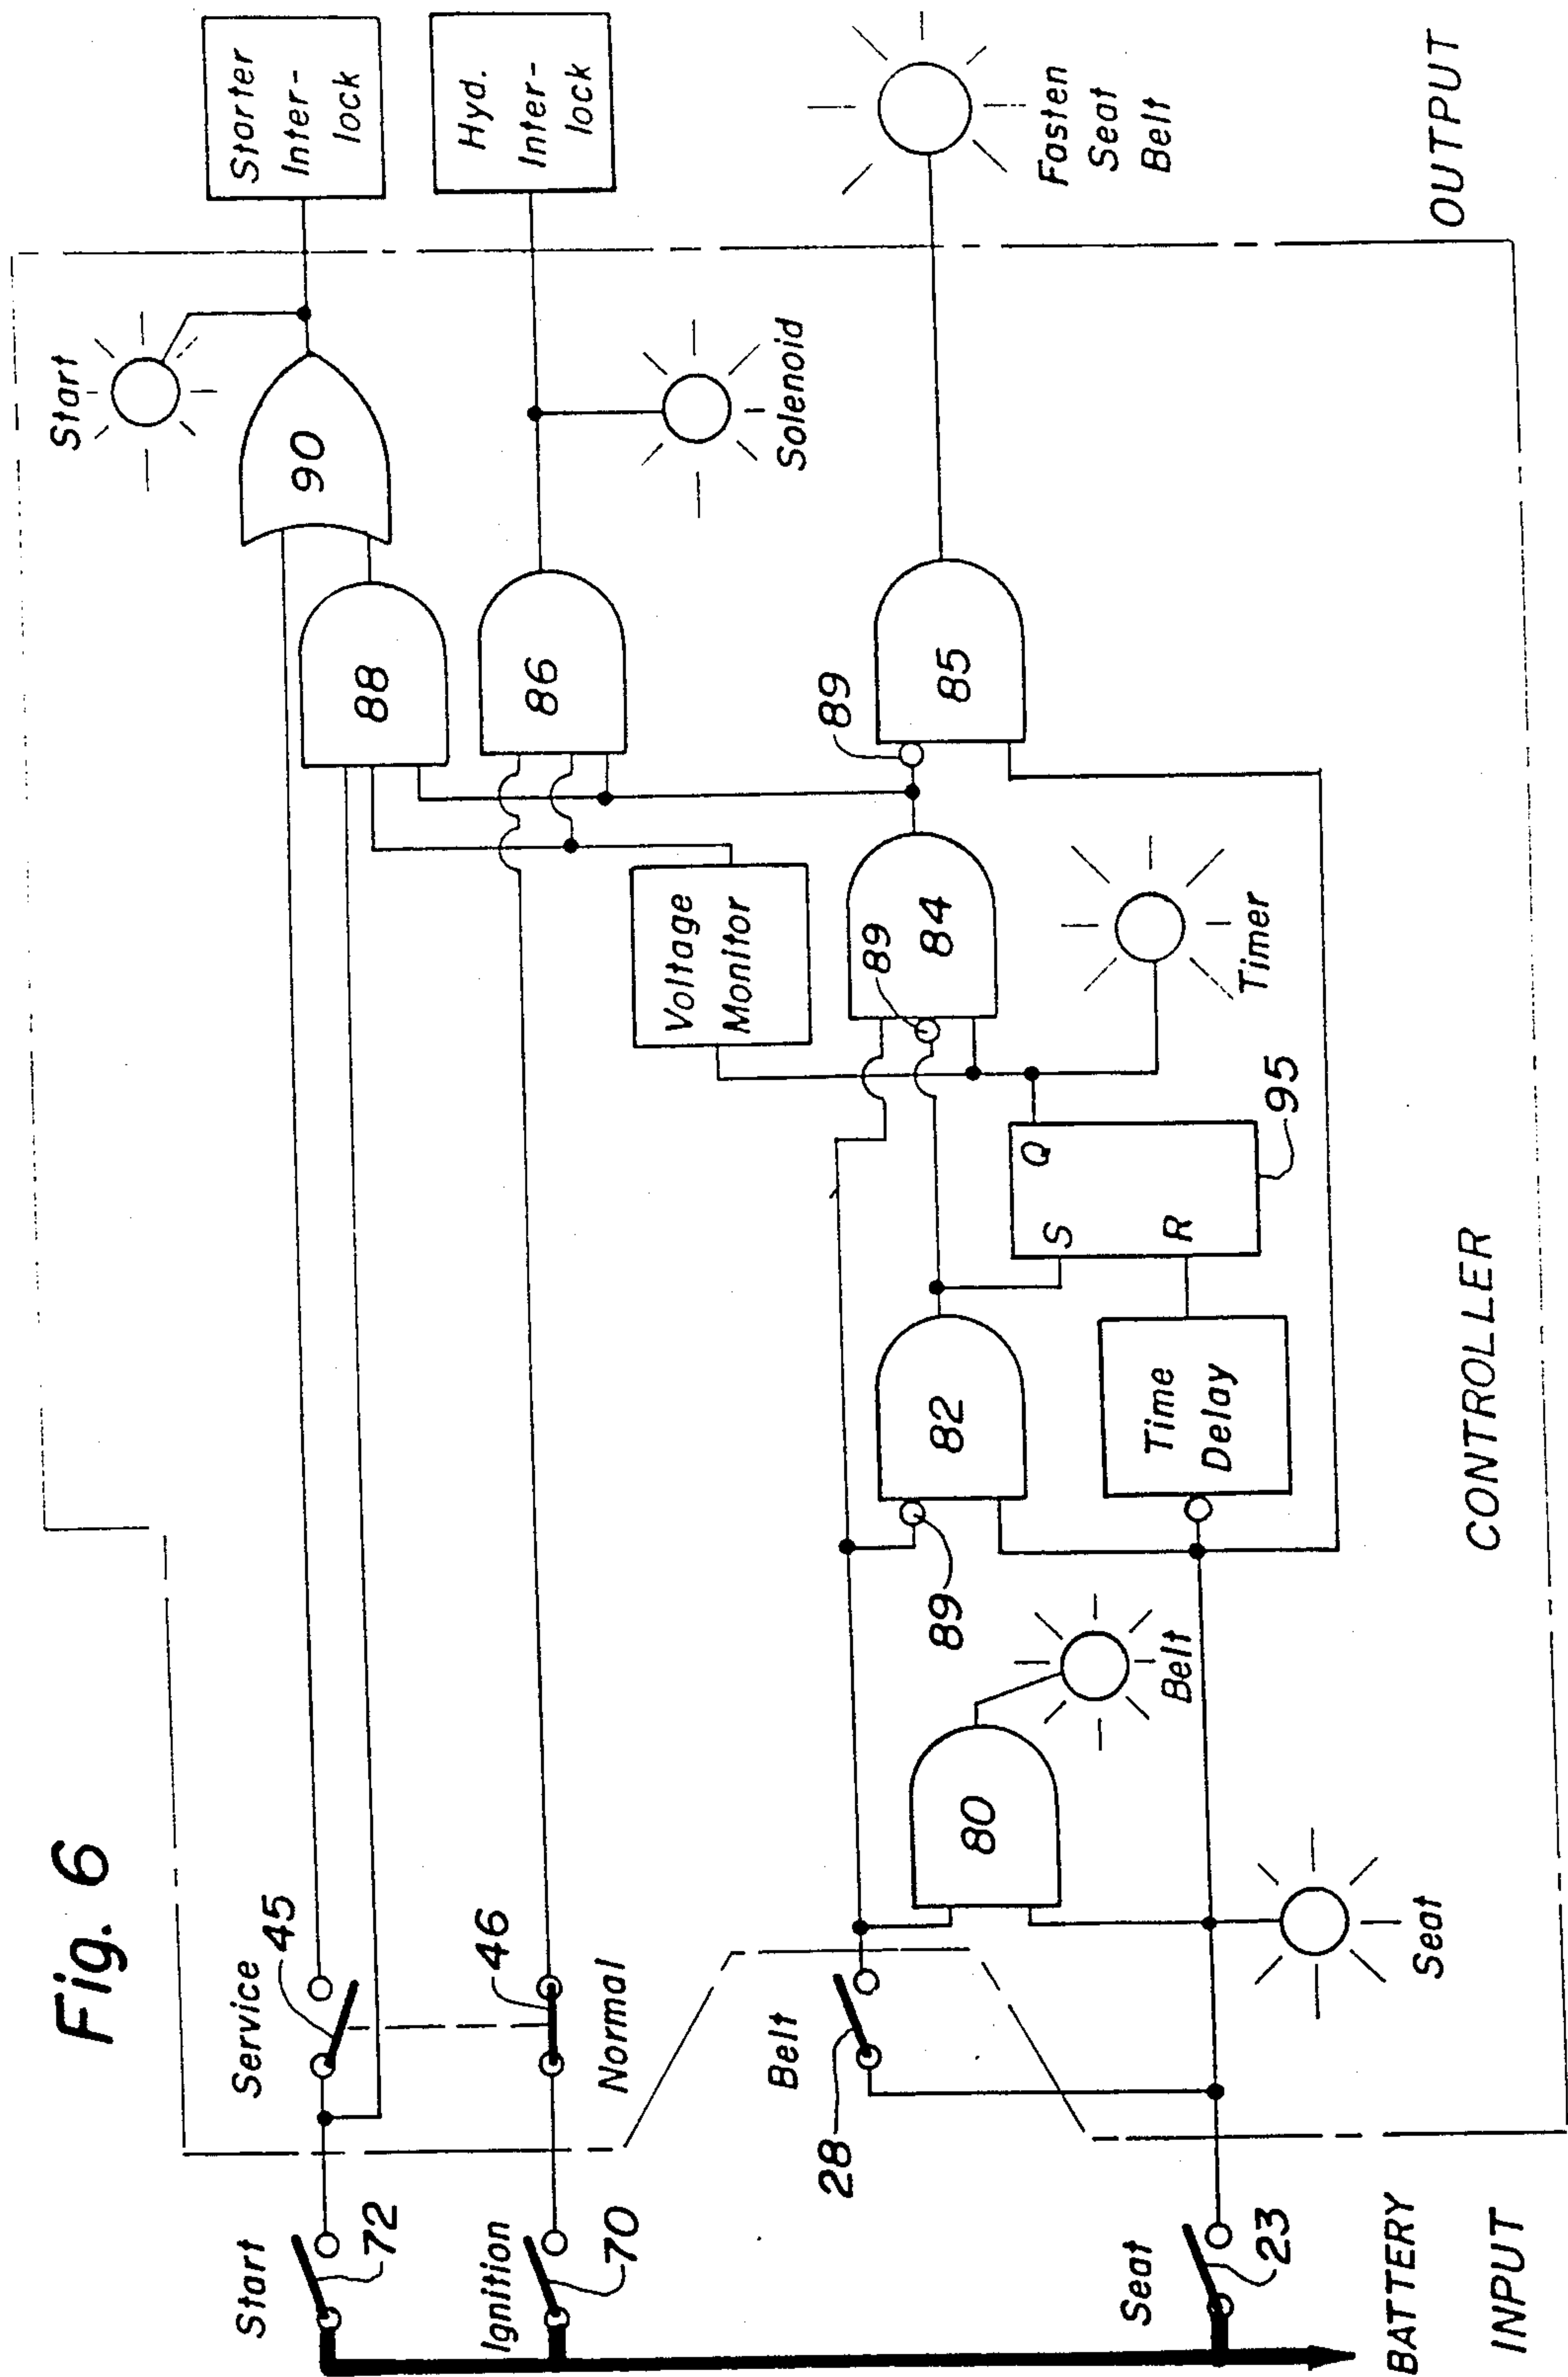 Fig. 6
Start
72
Ignition
70
Seat
23
BATTERY
INPUT
Service
45
46
Normal
Belt
28
Seat
80
Belt
89
82
Time
Delay
S
R
Q
95
CONTROLLER
Timer
89
84
Voltage
Monitor
89
85
86
88
90
Start
Solenoid
Starter
Inter-
lock
Hyd.
Inter-
lock
Fasten
Seat
Belt
OUTPUT